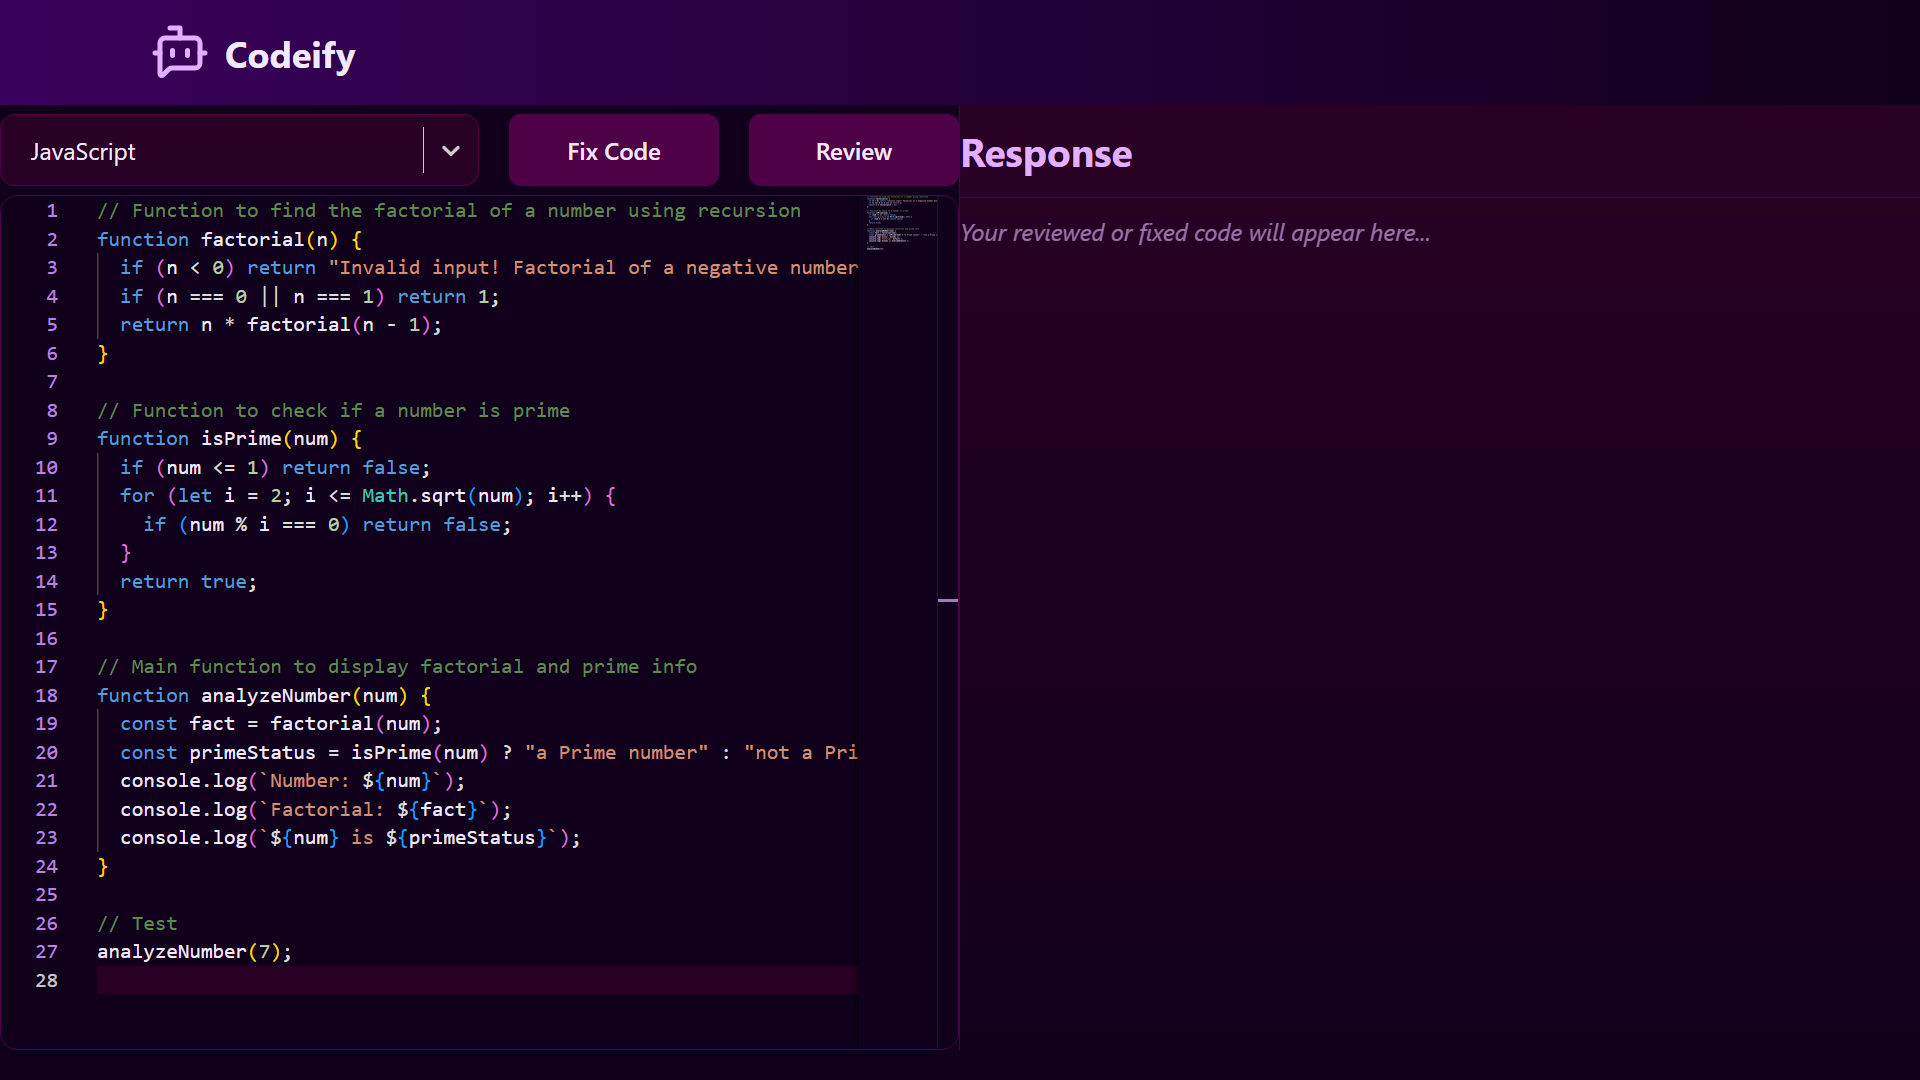 Codeify
JavaScript
Fix Code
Review
1 // Function to find the factorial of a number using recursion
2 function factorial(n) {
3   if (n < 0) return "Invalid input! Factorial of a negative number
4   if (n === 0 || n === 1) return 1;
5   return n * factorial(n - 1);
6 }
7
8 // Function to check if a number is prime
9 function isPrime(num) {
10   if (num <= 1) return false;
11   for (let i = 2; i <= Math.sqrt(num); i++) {
12     if (num % i === 0) return false;
13   }
14   return true;
15 }
16
17 // Main function to display factorial and prime info
18 function analyzeNumber(num) {
19   const fact = factorial(num);
20   const primeStatus = isPrime(num) ? "a Prime number" : "not a Pri
21   console.log(`Number: ${num}`);
22   console.log(`Factorial: ${fact}`);
23   console.log(`${num} is ${primeStatus}`);
24 }
25
26 // Test
27 analyzeNumber(7);
28
Response
Your reviewed or fixed code will appear here...